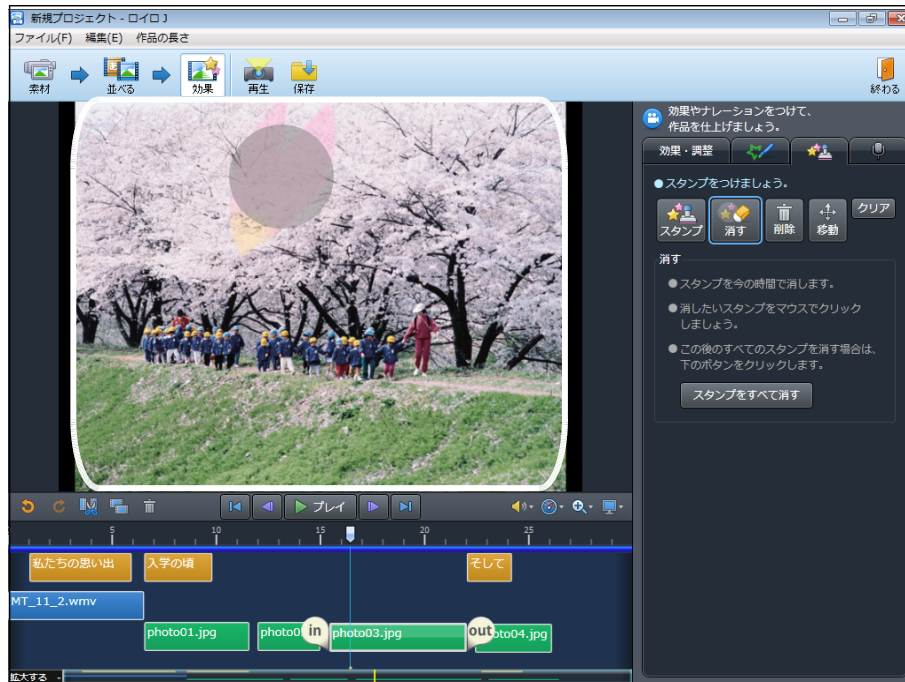 新規プロジェクト - ロイロ J
ファイル(F) 編集(E) 作品の長さ
素材 並べる 効果 再生 保存 終わる
効果やナレーションをつけて、
作品を仕上げましょう。
効果・調整
スタンプをつけましょう。
スタンプ 消す 削除 移動 クリア
消す
スタンプを今の時間で消します。
消したいスタンプをマウスでクリック
しましょう。
この後のすべてのスタンプを消す場合は、
下のボタンをクリックします。
スタンプをすべて消す
プレイ
5 10 15 20 25
私たちの思い出 入学の頃 そして
MT_11_2.wmv
photo01.jpg photo0 in photo03.jpg out oto04.jpg
拡大する